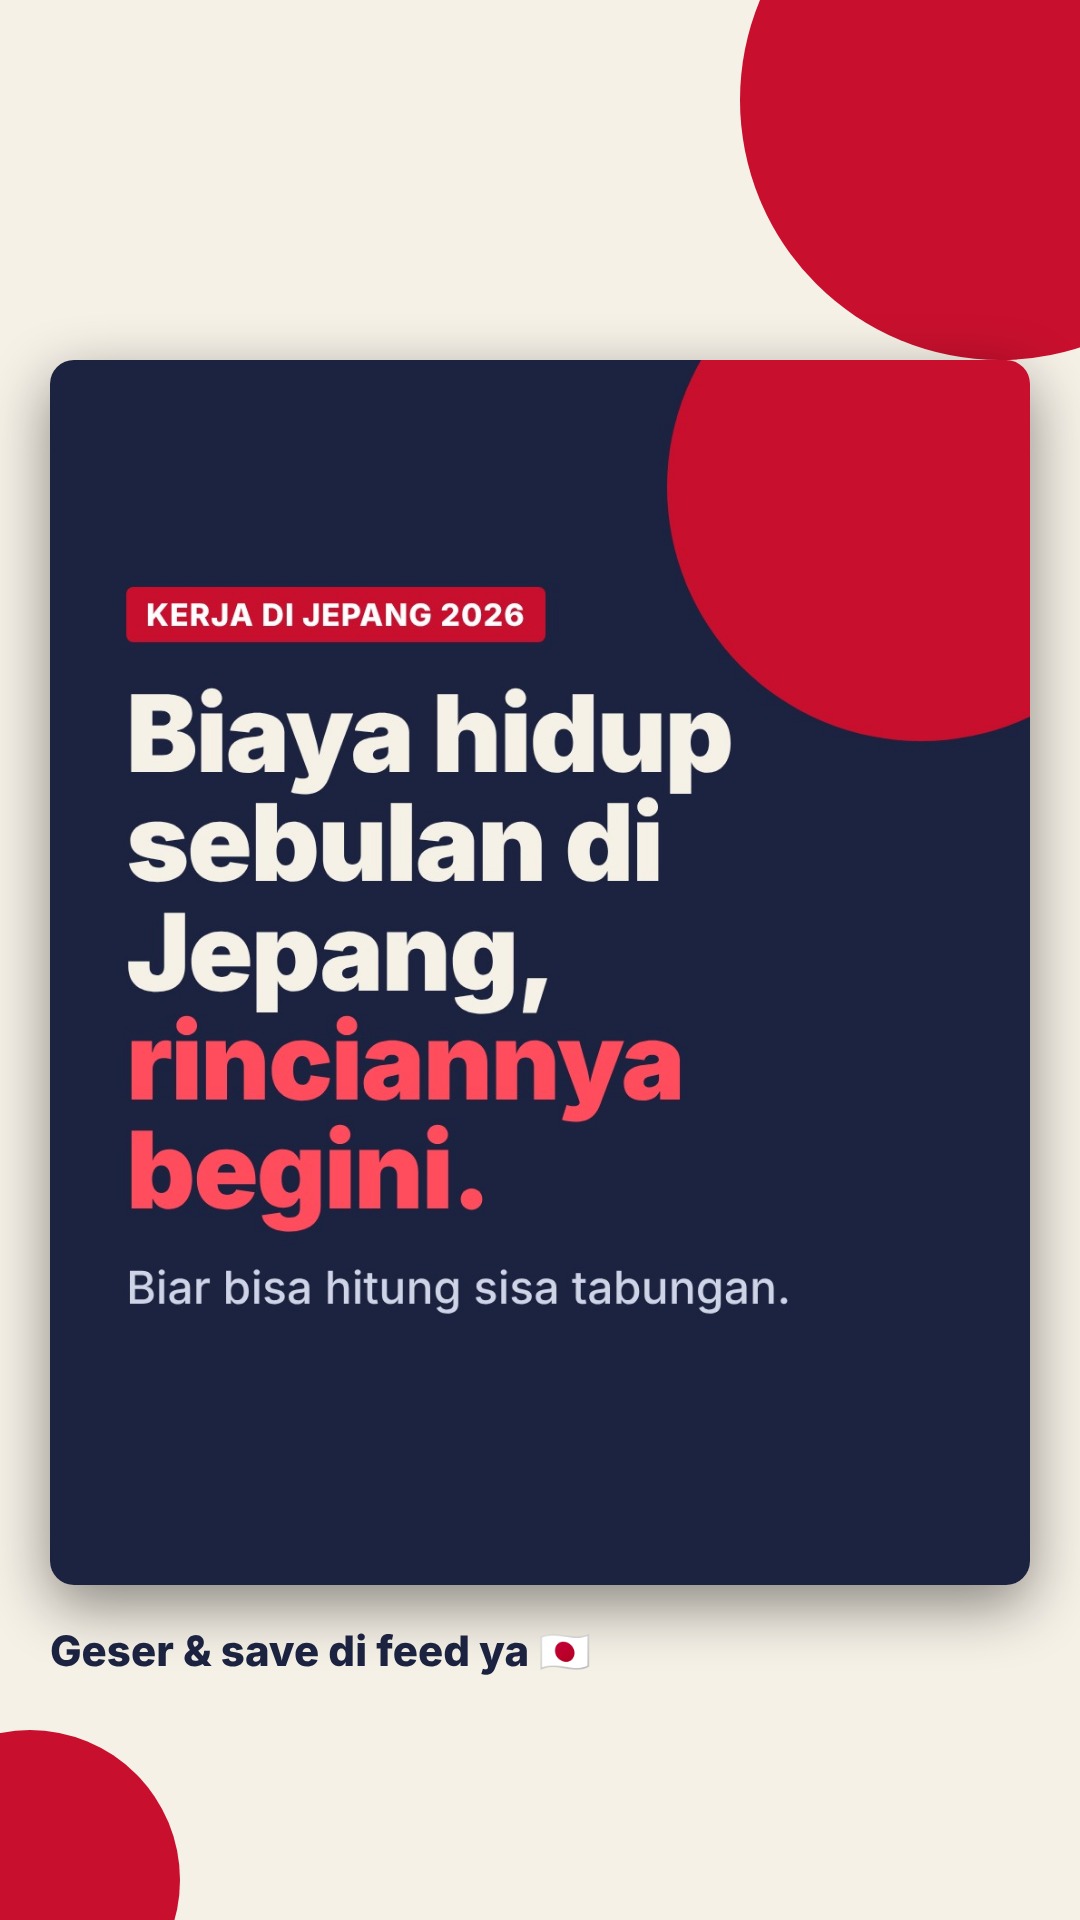 KERJA DI JEPANG 2026
Biaya hidup
sebulan di
Jepang,
rinciannya
begini.
Biar bisa hitung sisa tabungan.
Geser & save di feed ya 🇯🇵